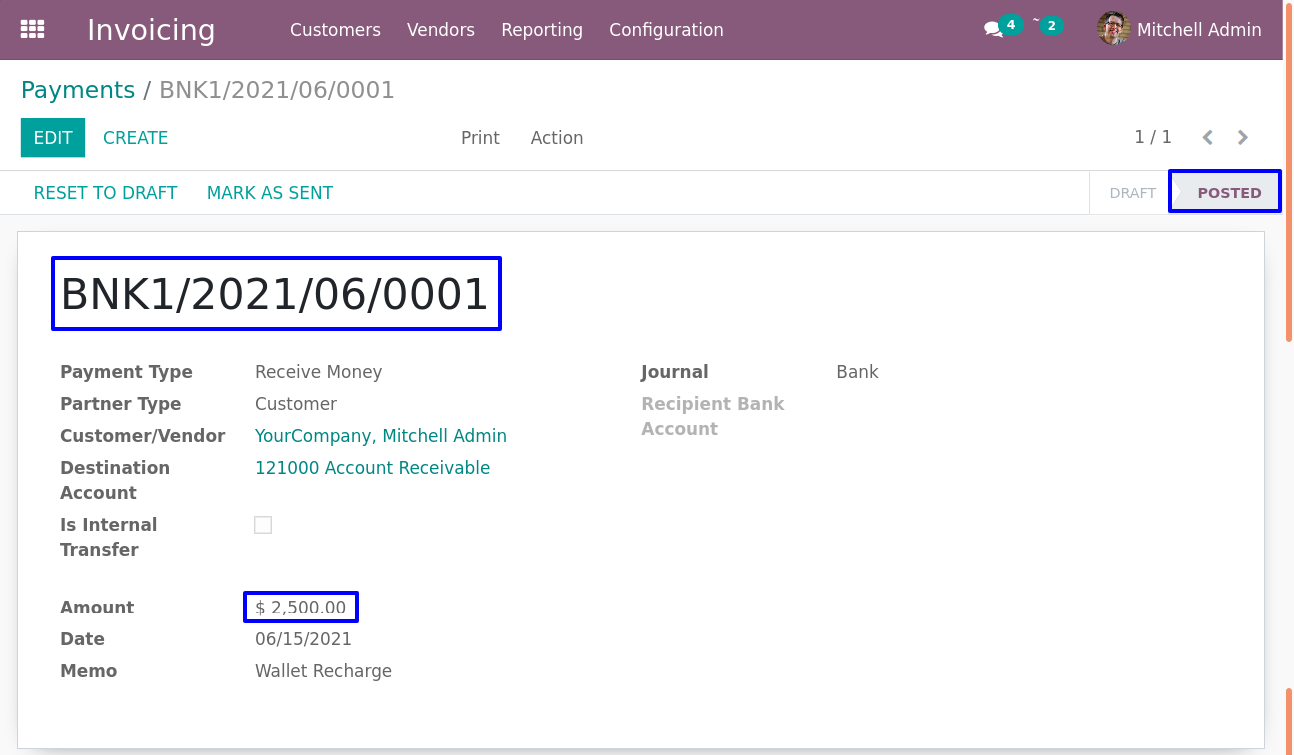 Invoicing Customers Vendors Reporting Configuration 4 ~ 2 Mitchell Admin
Payments / BNK1/2021/06/0001
EDIT CREATE Print Action 1 / 1
RESET TO DRAFT MARK AS SENT DRAFT POSTED
BNK1/2021/06/0001
Payment Type Receive Money
Partner Type Customer
Customer/Vendor YourCompany, Mitchell Admin
Destination
Account 121000 Account Receivable
Is Internal
Transfer
Amount $ 2,500.00
Date 06/15/2021
Memo Wallet Recharge
Journal Bank
Recipient Bank
Account